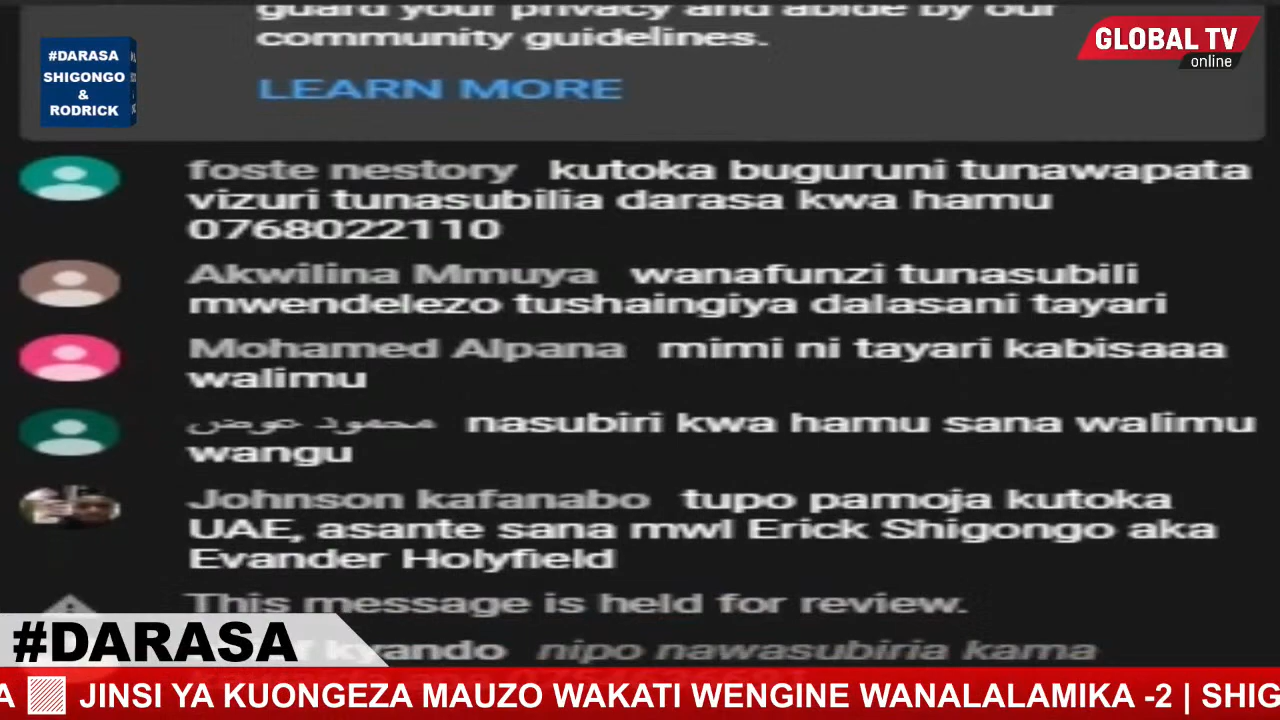 guard your privacy and abide by our
community guidelines.
LEARN MORE
#DARASA
SHIGONGO
&
RODRICK
GLOBAL TV
online
foste nestory kutoka buguruni tunawapata
vizuri tunasubilia darasa kwa hamu
0768022110
Akwilina Mmuya wanafunzi tunasubili
mwendelezo tushaingiya dalasani tayari
Mohamed Alpana mimi ni tayari kabisaaa
walimu
محمود عوض nasubiri kwa hamu sana walimu
wangu
Johnson kafanabo tupo pamoja kutoka
UAE, asante sana mwl Erick Shigongo aka
Evander Holyfield
This message is held for review.
kyando nipo nawasubiria kama
#DARASA
A JINSI YA KUONGEZA MAUZO WAKATI WENGINE WANALALAMIKA -2 | SHIG